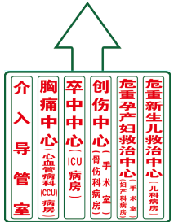 介入导管室
胸痛中心(心血管病科(CCU)病房)
卒中中心(ICU病房)
创伤中心(手术室)(骨伤科病房)
危重孕产妇救治中心(手术室)(妇产科病房)
危重新生儿救治中心(儿科病房)